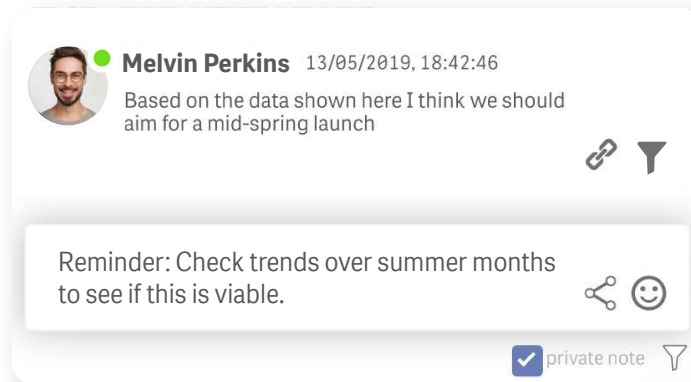 Melvin Perkins 13/05/2019, 18:42:46
Based on the data shown here I think we should
aim for a mid-spring launch
Reminder: Check trends over summer months
to see if this is viable.
private note